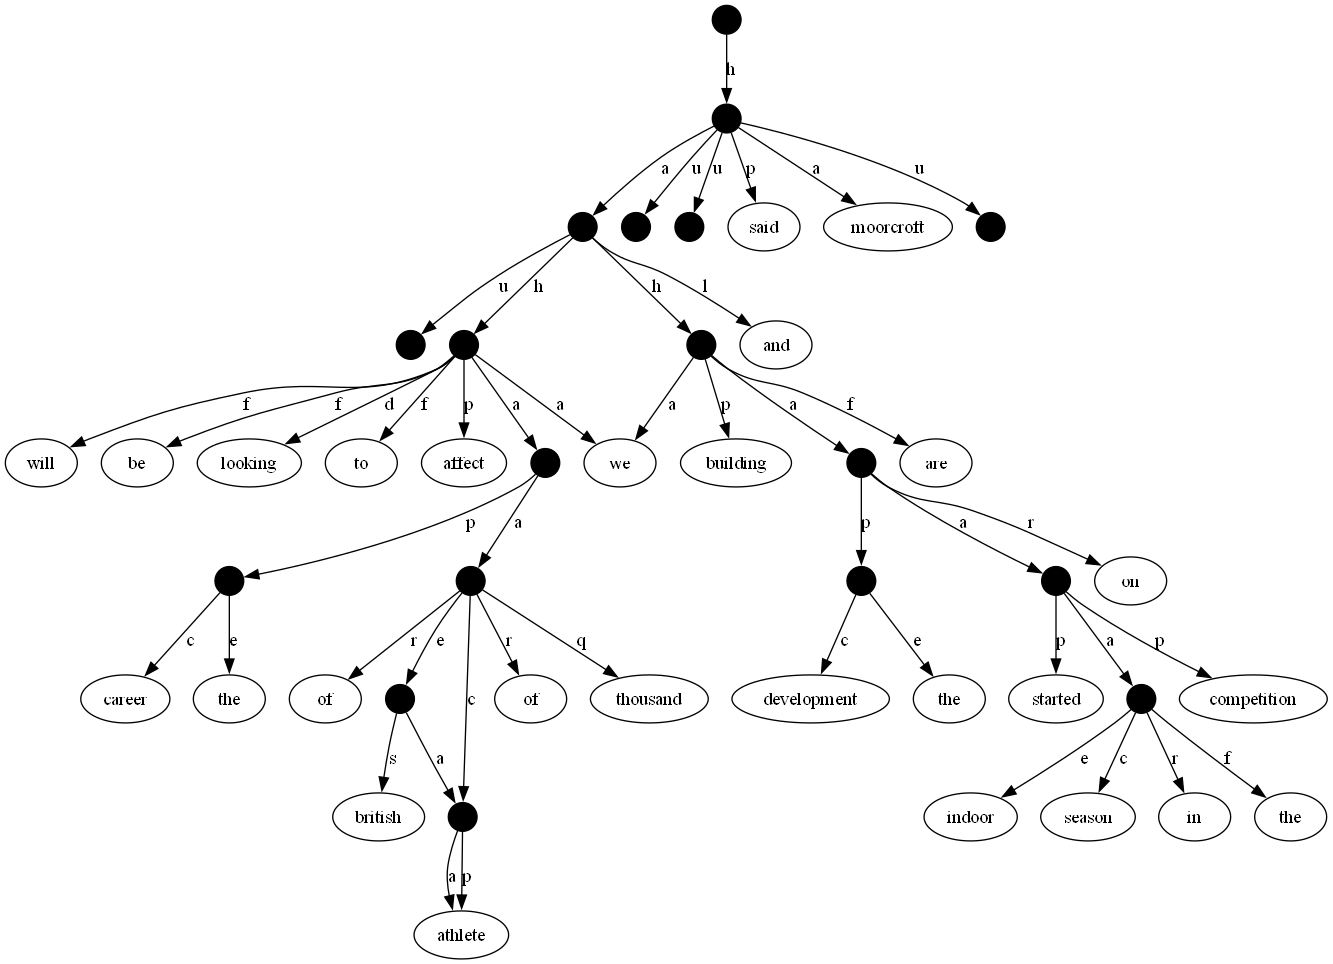 h
a u u p a u
said moorcroft
u h h l
and
f f d f p a a a p a f
will be looking to affect we building are
p a p a r
on
c e r e c r q c e p a p
career the of of thousand development the started competition
s a e c r f
british indoor season in the
a p
athlete